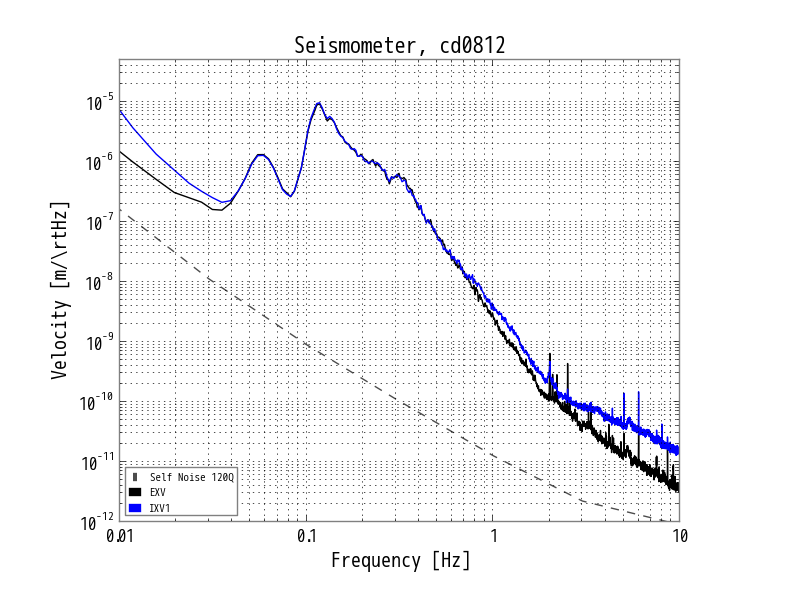 Seismometer, cd0812
Velocity [m/\rtHz]
10^-5
10^-6
10^-7
10^-8
10^-9
10^-10
10^-11
10^-12
Self Noise 120Q
EXV
IXV1
0.01 0.1 1 10
Frequency [Hz]